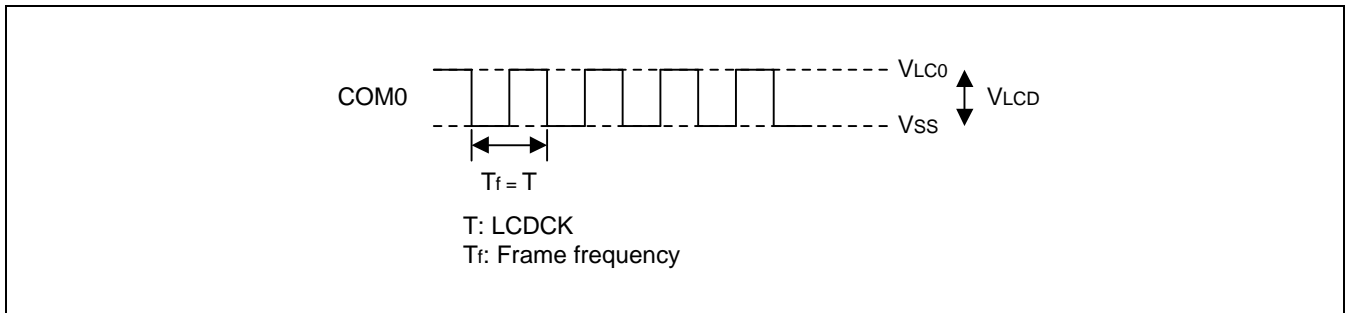 VLC0
COM0
VLCD
VSS
Tf = T
T: LCDCK
Tf: Frame frequency